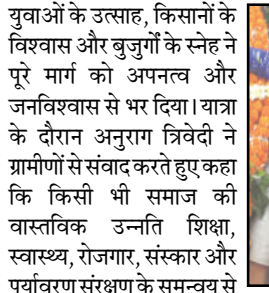 युवाओं के उत्साह, किसानों के
विश्वास और बुजुर्गों के स्नेह ने
पूरे मार्ग को अपनत्व और
जनविश्वास से भर दिया। यात्रा
के दौरान अनुराग त्रिवेदी ने
ग्रामीणों से संवाद करते हुए कहा
कि किसी भी समाज की
वास्तविक उन्नति शिक्षा,
स्वास्थ्य, रोजगार, संस्कार और
पर्यावरण संरक्षण के समन्वय से